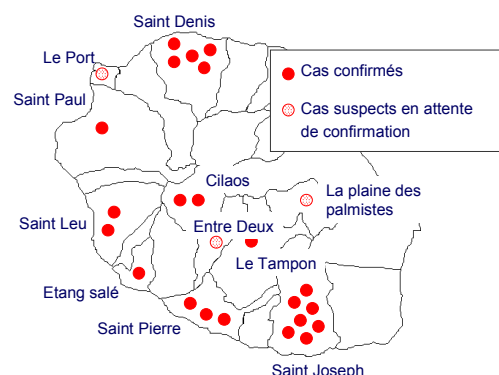 Saint Denis
Le Port
Saint Paul
Cas confirmés
Cas suspects en attente
de confirmation
Cilaos
La plaine des
palmistes
Saint Leu
Entre Deux
Le Tampon
Etang salé
Saint Pierre
Saint Joseph